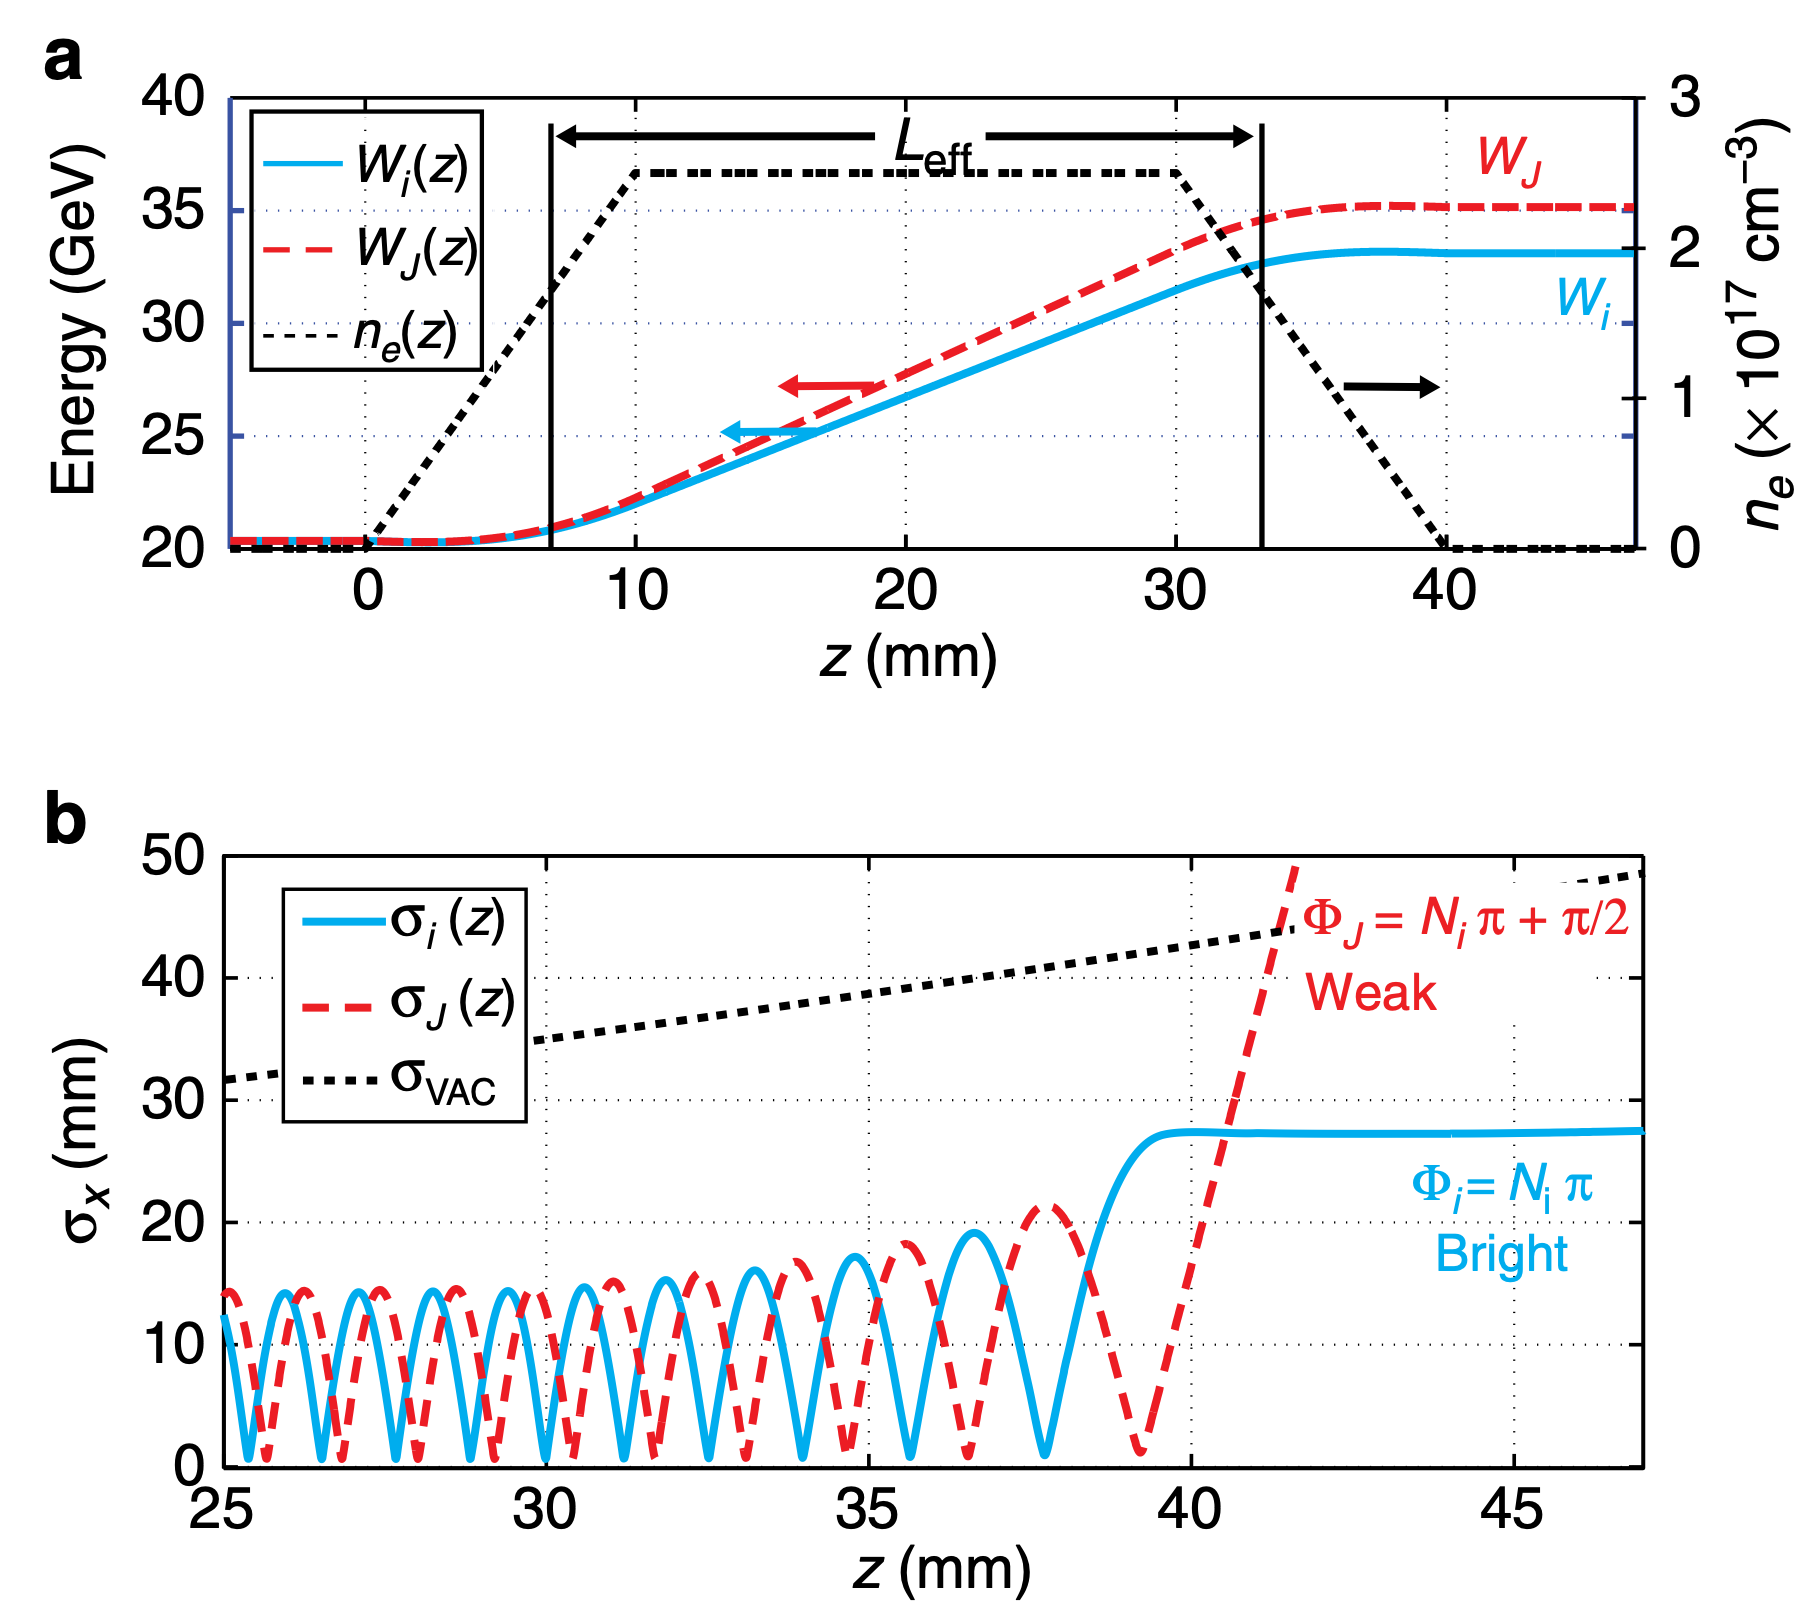 a
40
35
30
25
20
Energy (GeV)
W_i(z)
W_J(z)
n_e(z)
L_eff
W_J
W_i
3
2
1
0
n_e (× 10^17 cm^–3)
0 10 20 30 40
z (mm)
b
50
40
30
20
10
0
σ_x (mm)
σ_i (z)
σ_J (z)
σ_VAC
Φ_J = N_i π + π/2
Weak
Φ_i = N_i π
Bright
25 30 35 40 45
z (mm)